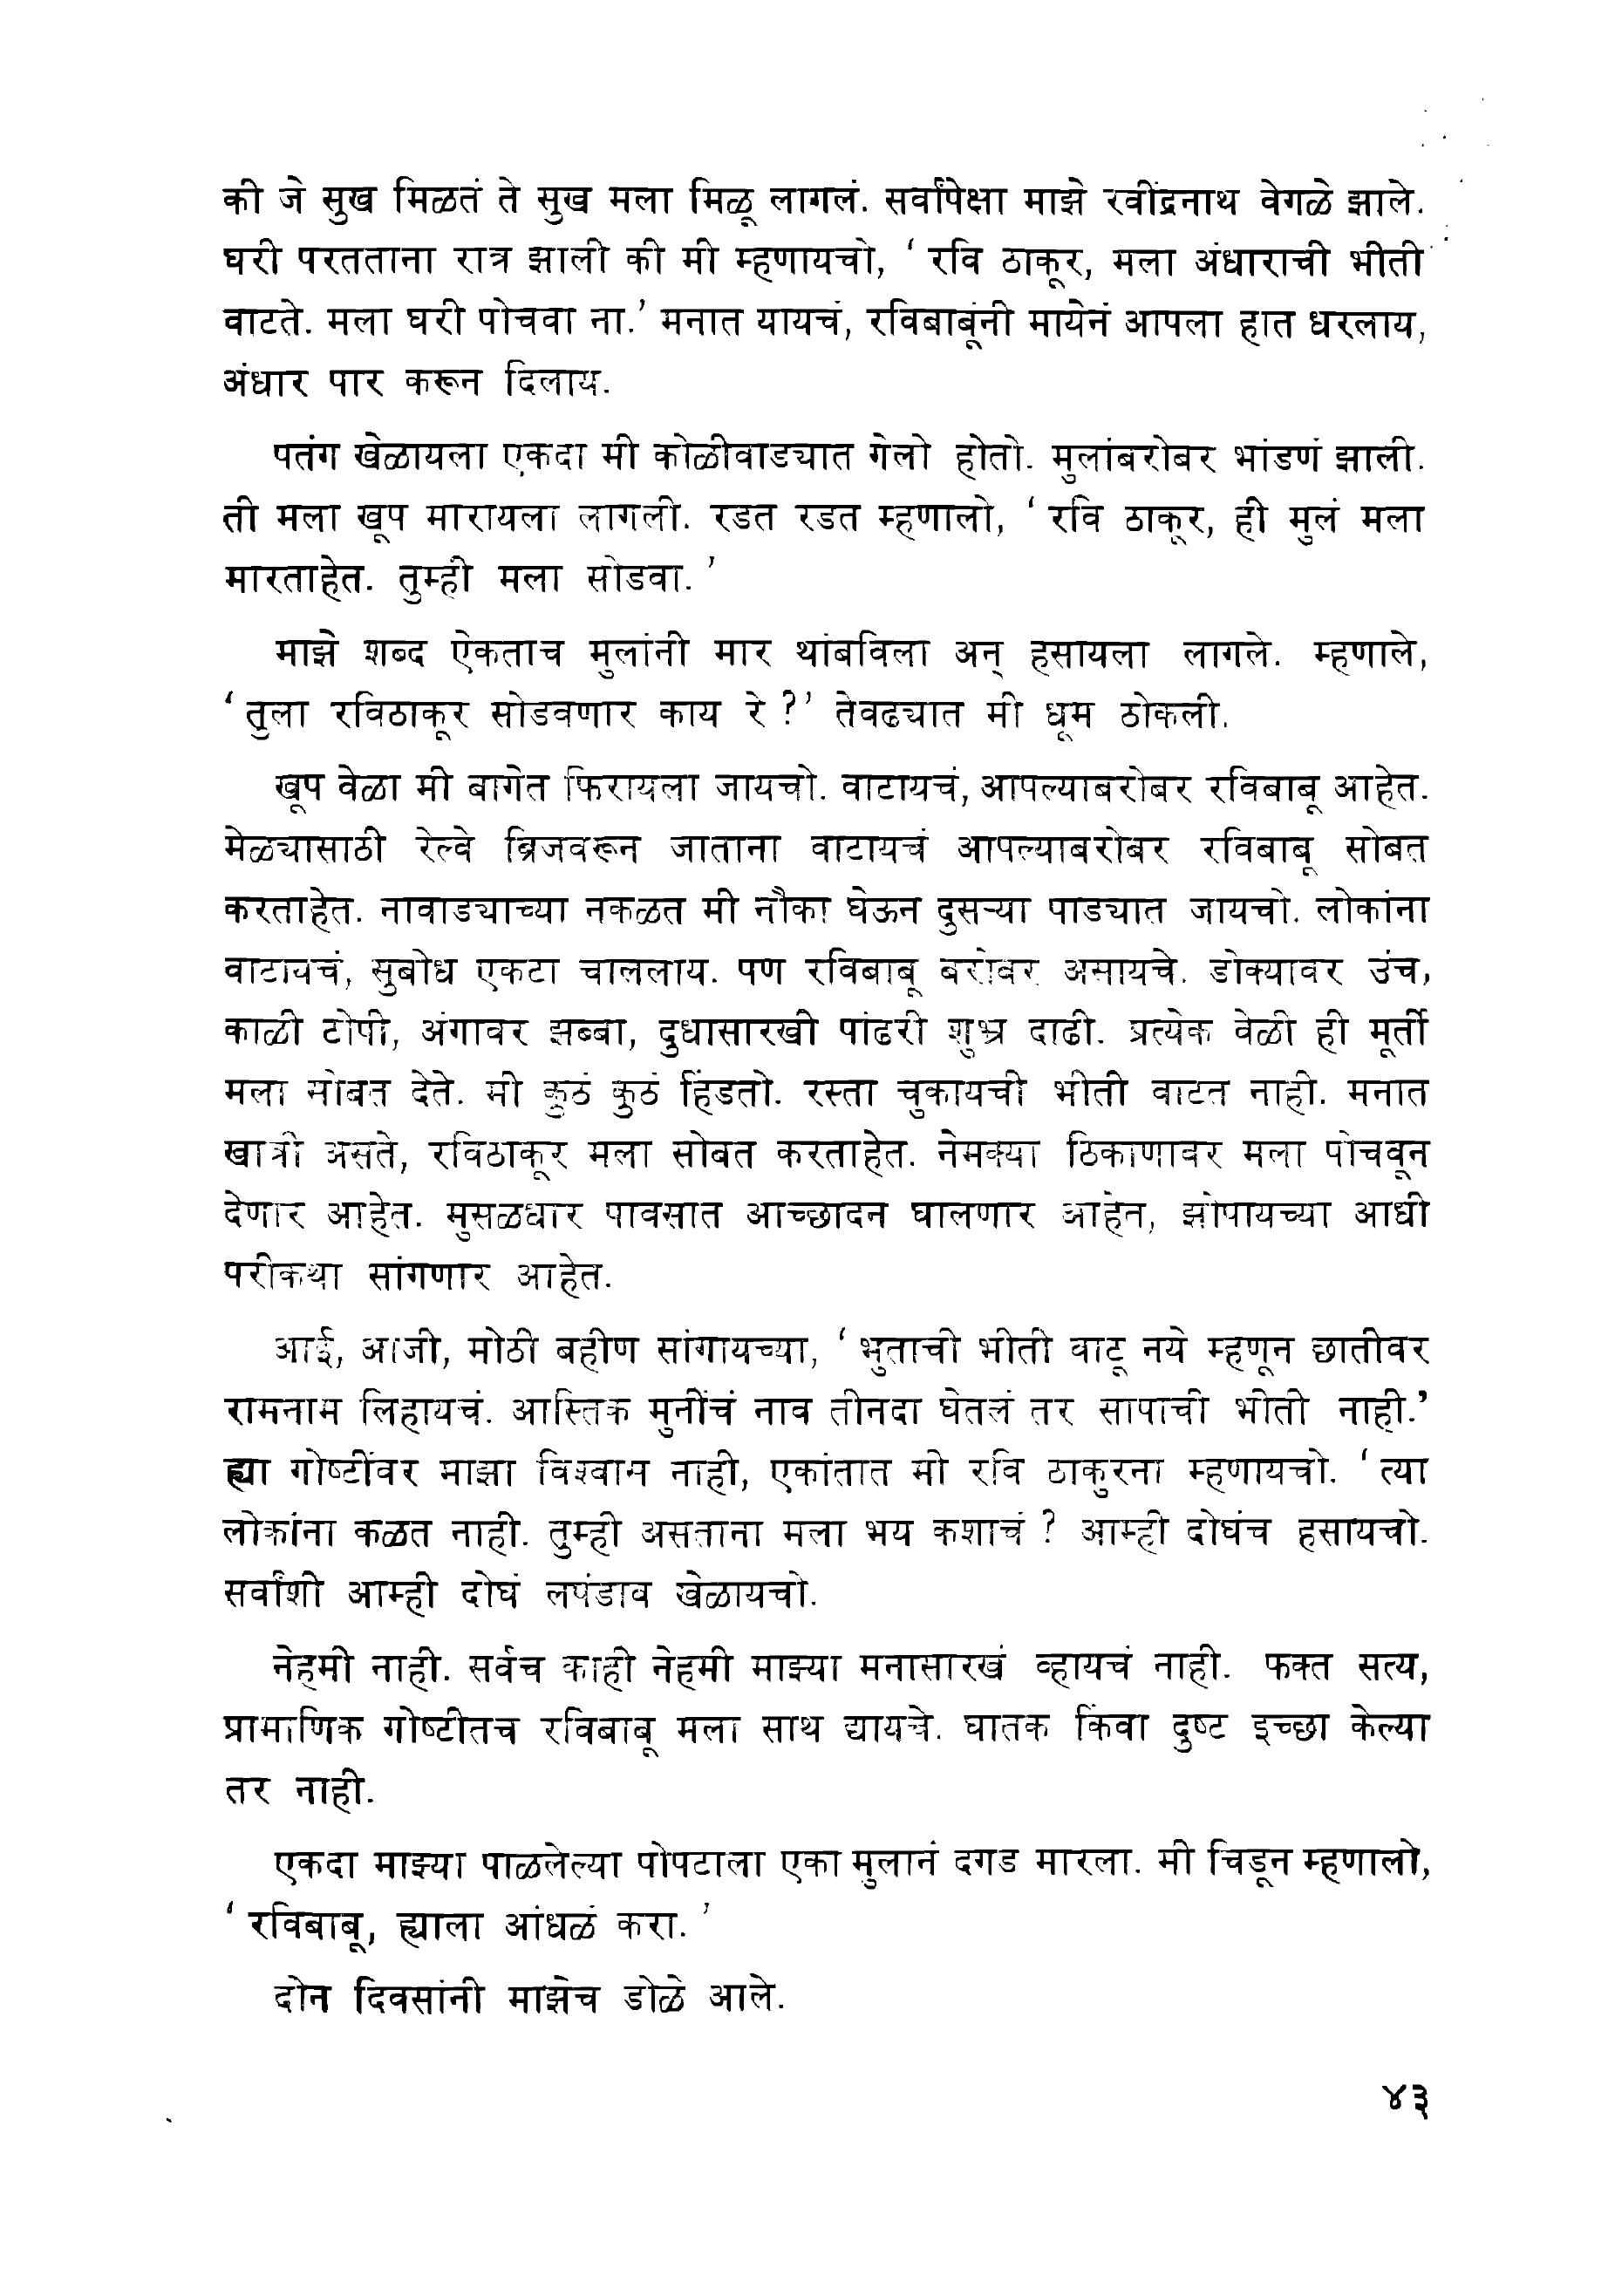 की जे सुख मिळतं ते सुख मला मिळू लागलं. सर्वांपेक्षा माझे रवींद्रनाथ वेगळे झाले.
घरी परतताना रात्र झाली की मी म्हणायचो, ‘ रवि ठाकूर, मला अंधाराची भीती
वाटते. मला घरी पोचवा ना.’ मनात यायचं, रविबाबूंनी मायेनं आपला हात धरलाय,
अंधार पार करून दिलाय.
पतंग खेळायला एकदा मी कोळीवाड्यात गेलो होतो. मुलांबरोबर भांडणं झाली.
ती मला खूप मारायला लागली. रडत रडत म्हणालो, ‘ रवि ठाकूर, ही मुलं मला
मारताहेत. तुम्ही मला सोडवा. ’
माझे शब्द ऐकताच मुलांनी मार थांबविला अन् हसायला लागले. म्हणाले,
‘ तुला रविठाकूर सोडवणार काय रे ?’ तेवढ्यात मी धूम ठोकली.
खूप वेळा मी बागेत फिरायला जायचो. वाटायचं, आपल्याबरोबर रविबाबू आहेत.
मेळ्यासाठी रेल्वे ब्रिजवरून जाताना वाटायचं आपल्याबरोबर रविबाबू सोबत
करताहेत. नावाड्याच्या नकळत मी नौका घेऊन दुसऱ्या पाड्यात जायचो. लोकांना
वाटायचं, सुबोध एकटा चाललाय. पण रविबाबू बरोबर असायचे. डोक्यावर उंच,
काळी टोपी, अंगावर झब्बा, दुधासारखी पांढरी शुभ्र दाढी. प्रत्येक वेळी ही मूर्ती
मला सोबत देते. मी कुठं कुठं हिंडतो. रस्ता चुकायची भीती वाटत नाही. मनात
खात्री असते, रविठाकूर मला सोबत करताहेत. नेमक्या ठिकाणावर मला पोचवून
देणार आहेत. मुसळधार पावसात आच्छादन घालणार आहेत, झोपायच्या आधी
परीकथा सांगणार आहेत.
आई, आजी, मोठी बहीण सांगायच्या, ‘ भुताची भीती वाटू नये म्हणून छातीवर
रामनाम लिहायचं. आस्तिक मुनींचं नाव तीनदा घेतलं तर सापाची भीती नाही.’
ह्या गोष्टींवर माझा विश्वास नाही, एकांतात मी रवि ठाकुरना म्हणायचो. ‘ त्या
लोकांना कळत नाही. तुम्ही असताना मला भय कशाचं ? आम्ही दोघंच हसायचो.
सर्वांशी आम्ही दोघं लपंडाव खेळायचो.
नेहमी नाही. सर्वच काही नेहमी माझ्या मनासारखं व्हायचं नाही. फक्त सत्य,
प्रामाणिक गोष्टीतच रविबाबू मला साथ द्यायचे. घातक किंवा दुष्ट इच्छा केल्या
तर नाही.
एकदा माझ्या पाळलेल्या पोपटाला एका मुलानं दगड मारला. मी चिडून म्हणालो,
‘ रविबाबू, ह्याला आंधळं करा. ’
दोन दिवसांनी माझेच डोळे आले.
४३